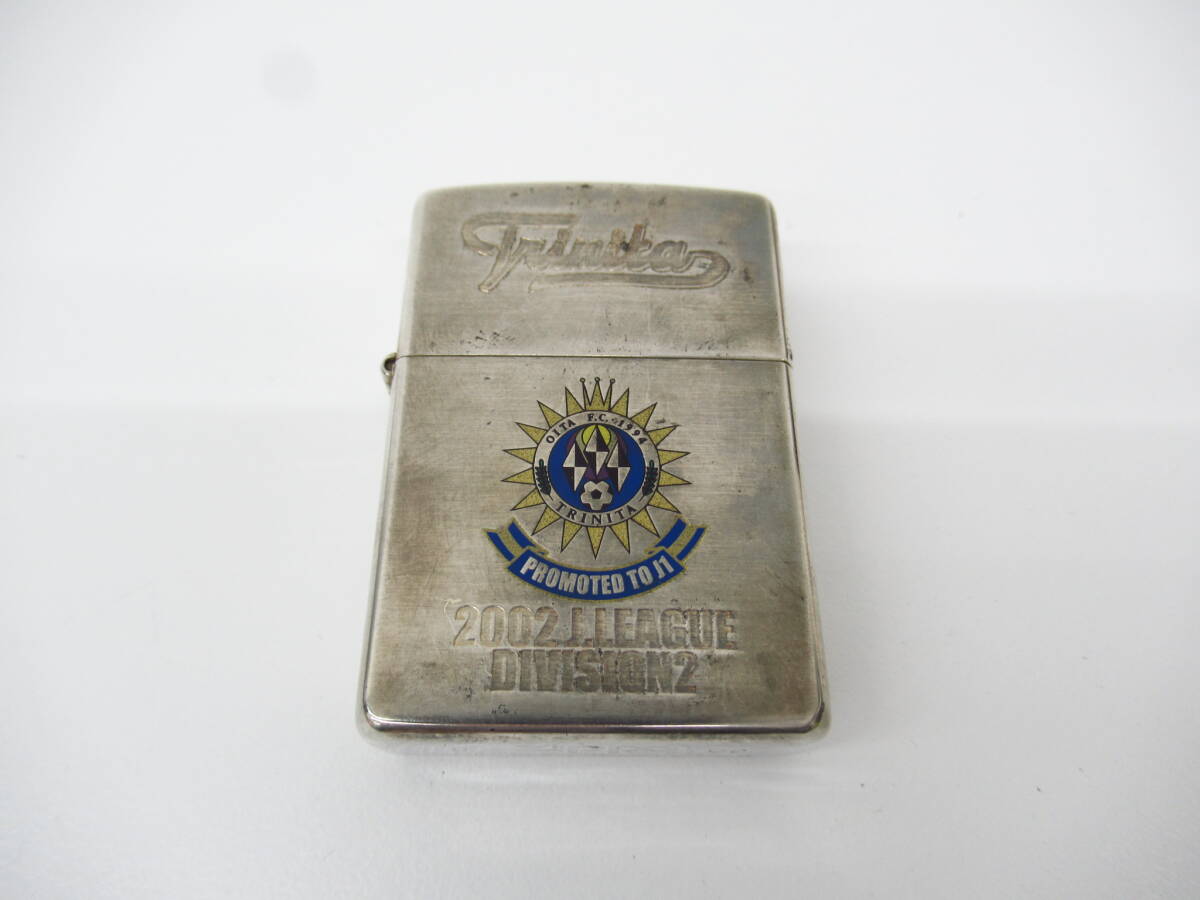 Trinita
OITA F.C. 1994
TRINITA
PROMOTED TO J1
2002 J.LEAGUE
DIVISION2